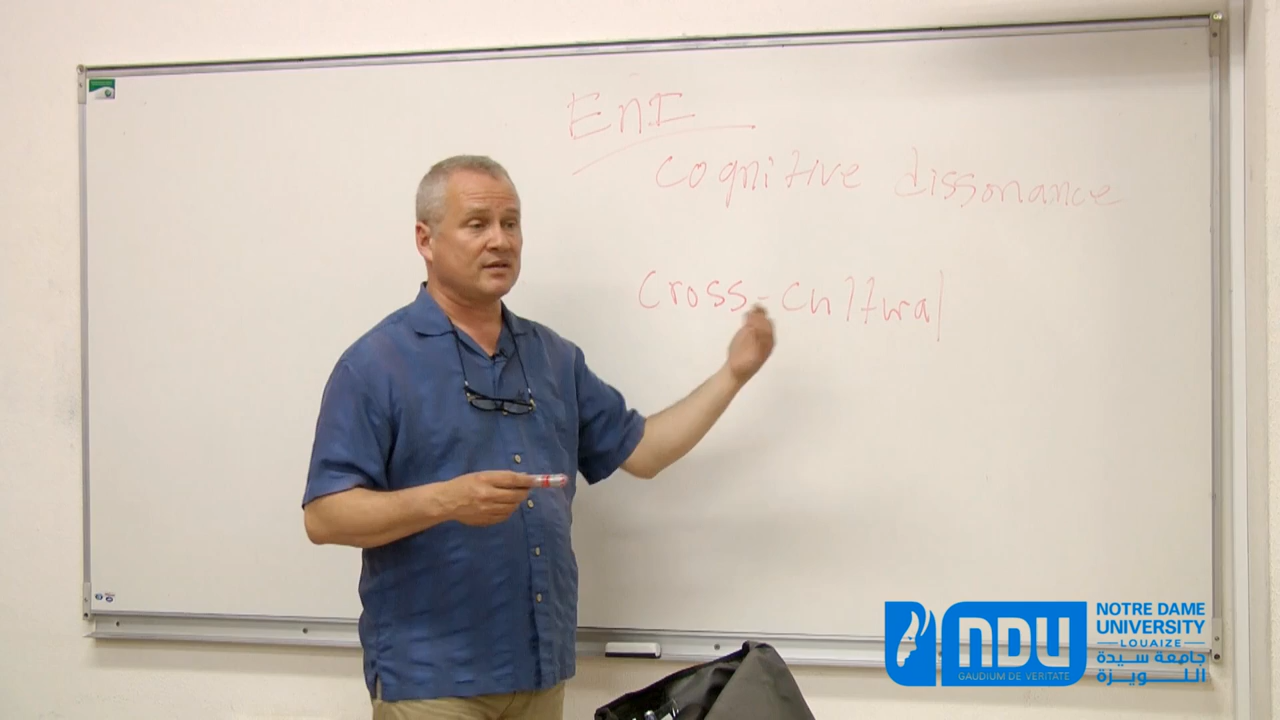 EnI
cognitive dissonance
cross-cultural
NDU
GAUDIUM DE VERITATE
NOTRE DAME
UNIVERSITY
LOUAIZE
جامعة سيدة
اللويزة